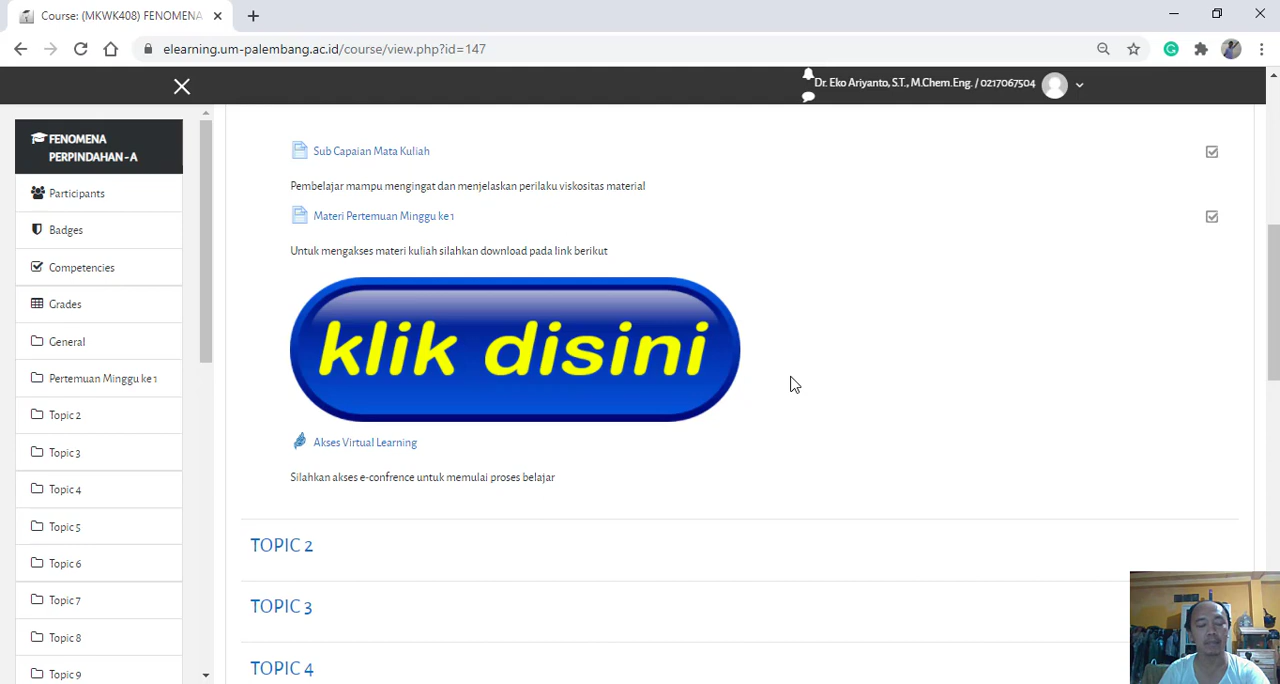 Course: (MKWK408) FENOMENA
elearning.um-palembang.ac.id/course/view.php?id=147
Dr. Eko Ariyanto, S.T., M.Chem.Eng. / 0217067504
FENOMENA
PERPINDAHAN - A
Participants
Badges
Competencies
Grades
General
Pertemuan Minggu ke 1
Topic 2
Topic 3
Topic 4
Topic 5
Topic 6
Topic 7
Topic 8
Topic 9
Sub Capaian Mata Kuliah
Pembelajar mampu mengingat dan menjelaskan perilaku viskositas material
Materi Pertemuan Minggu ke 1
Untuk mengakses materi kuliah silahkan download pada link berikut
klik disini
Akses Virtual Learning
Silahkan akses e-confrence untuk memulai proses belajar
TOPIC 2
TOPIC 3
TOPIC 4